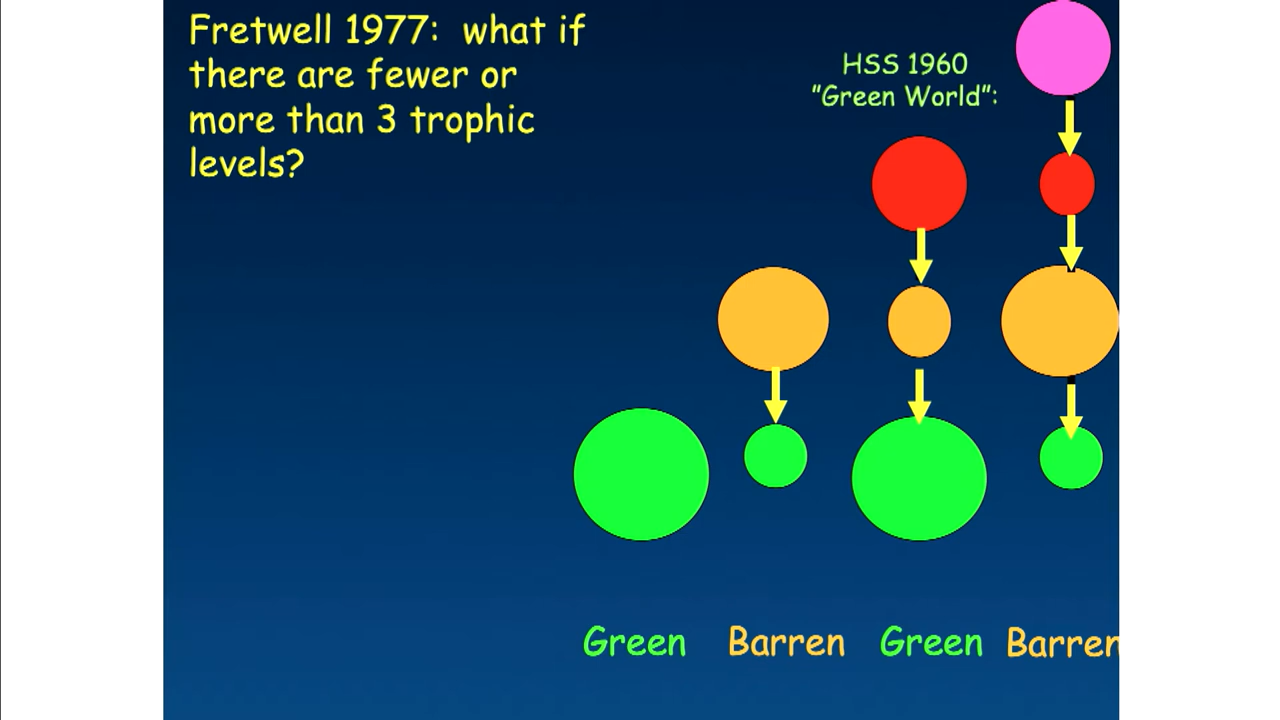 Fretwell 1977:  what if
there are fewer or
more than 3 trophic
levels?
HSS 1960
"Green World":
Green
Barren
Green
Barren